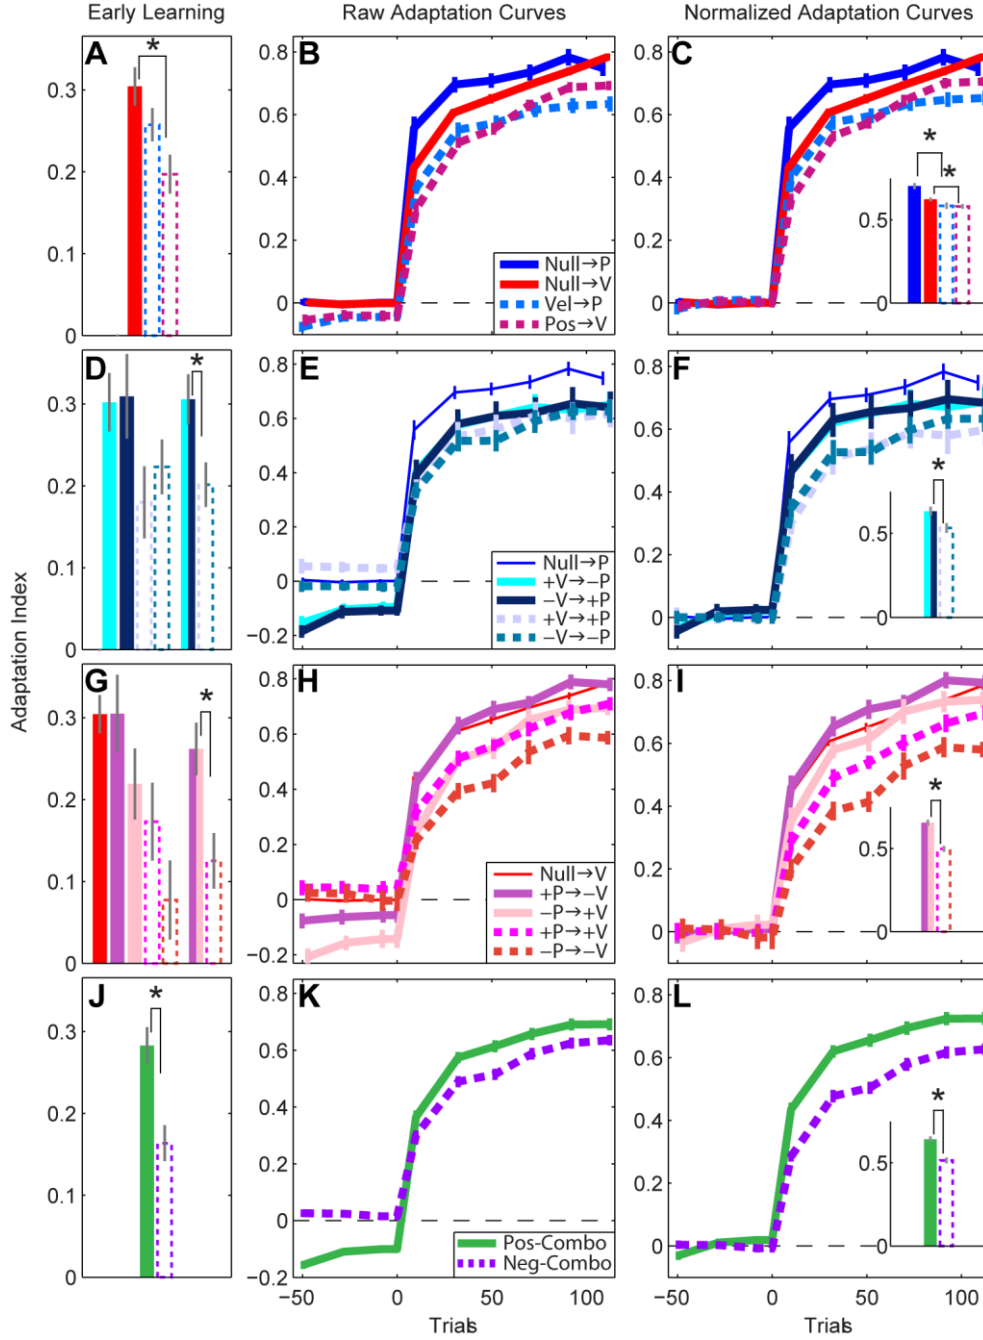 Early Learning
Raw Adaptation Curves
Normalized Adaptation Curves
Adaptation Index
A
*
0.3
0.2
0.1
0
B
0.8
0.6
0.4
0.2
0
Null→P
Null→V
Vel→P
Pos→V
C
0.8
0.6
0.4
0.2
0
*
*
0.5
0
D
*
0.3
0.2
0.1
0
E
0.8
0.6
0.4
0.2
0
−0.2
Null→P
+V→−P
−V→+P
+V→+P
−V→−P
F
0.8
0.6
0.4
0.2
0
*
0.5
0
G
*
0.3
0.2
0.1
0
H
0.8
0.6
0.4
0.2
0
−0.2
Null→V
+P→−V
−P→+V
+P→+V
−P→−V
I
0.8
0.6
0.4
0.2
0
*
0.5
0
J
*
0.3
0.2
0.1
0
K
0.8
0.6
0.4
0.2
0
−0.2
Pos-Combo
Neg-Combo
−50
0
50
100
Trials
L
0.8
0.6
0.4
0.2
0
*
0.5
0
−50
0
50
100
Trials